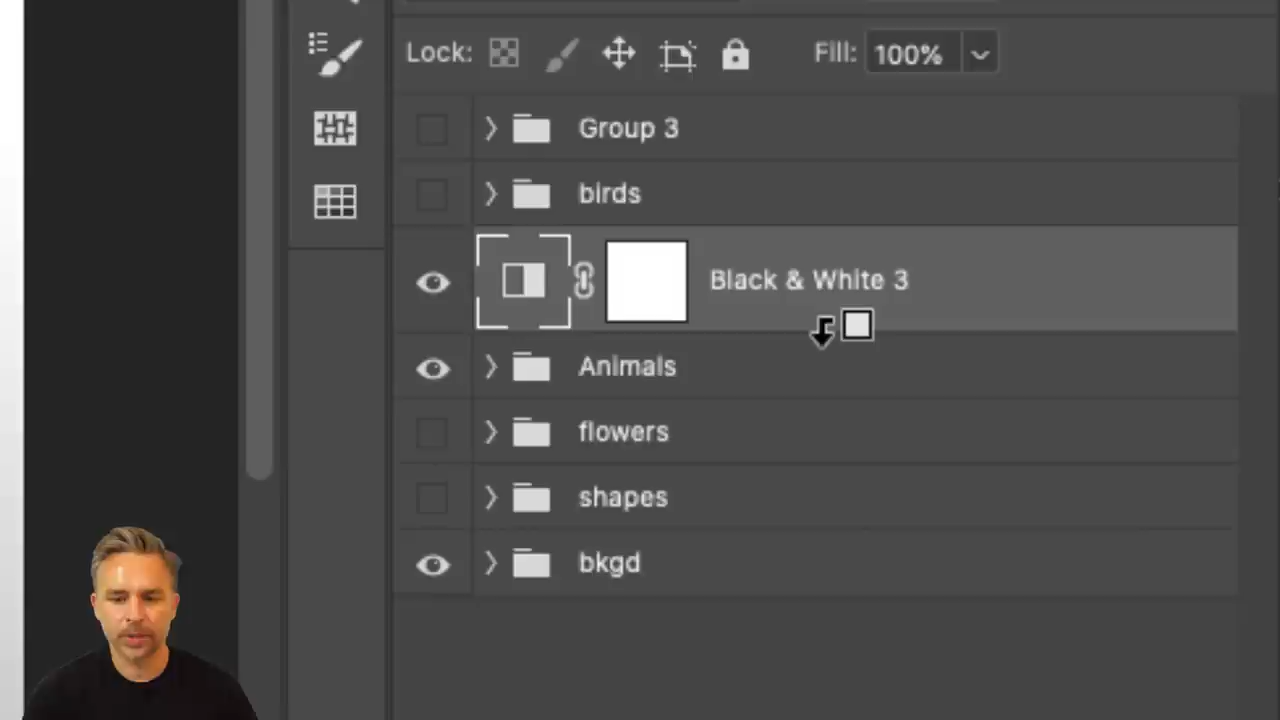 Lock: Fill: 100%
Group 3
birds
Black & White 3
Animals
flowers
shapes
bkgd